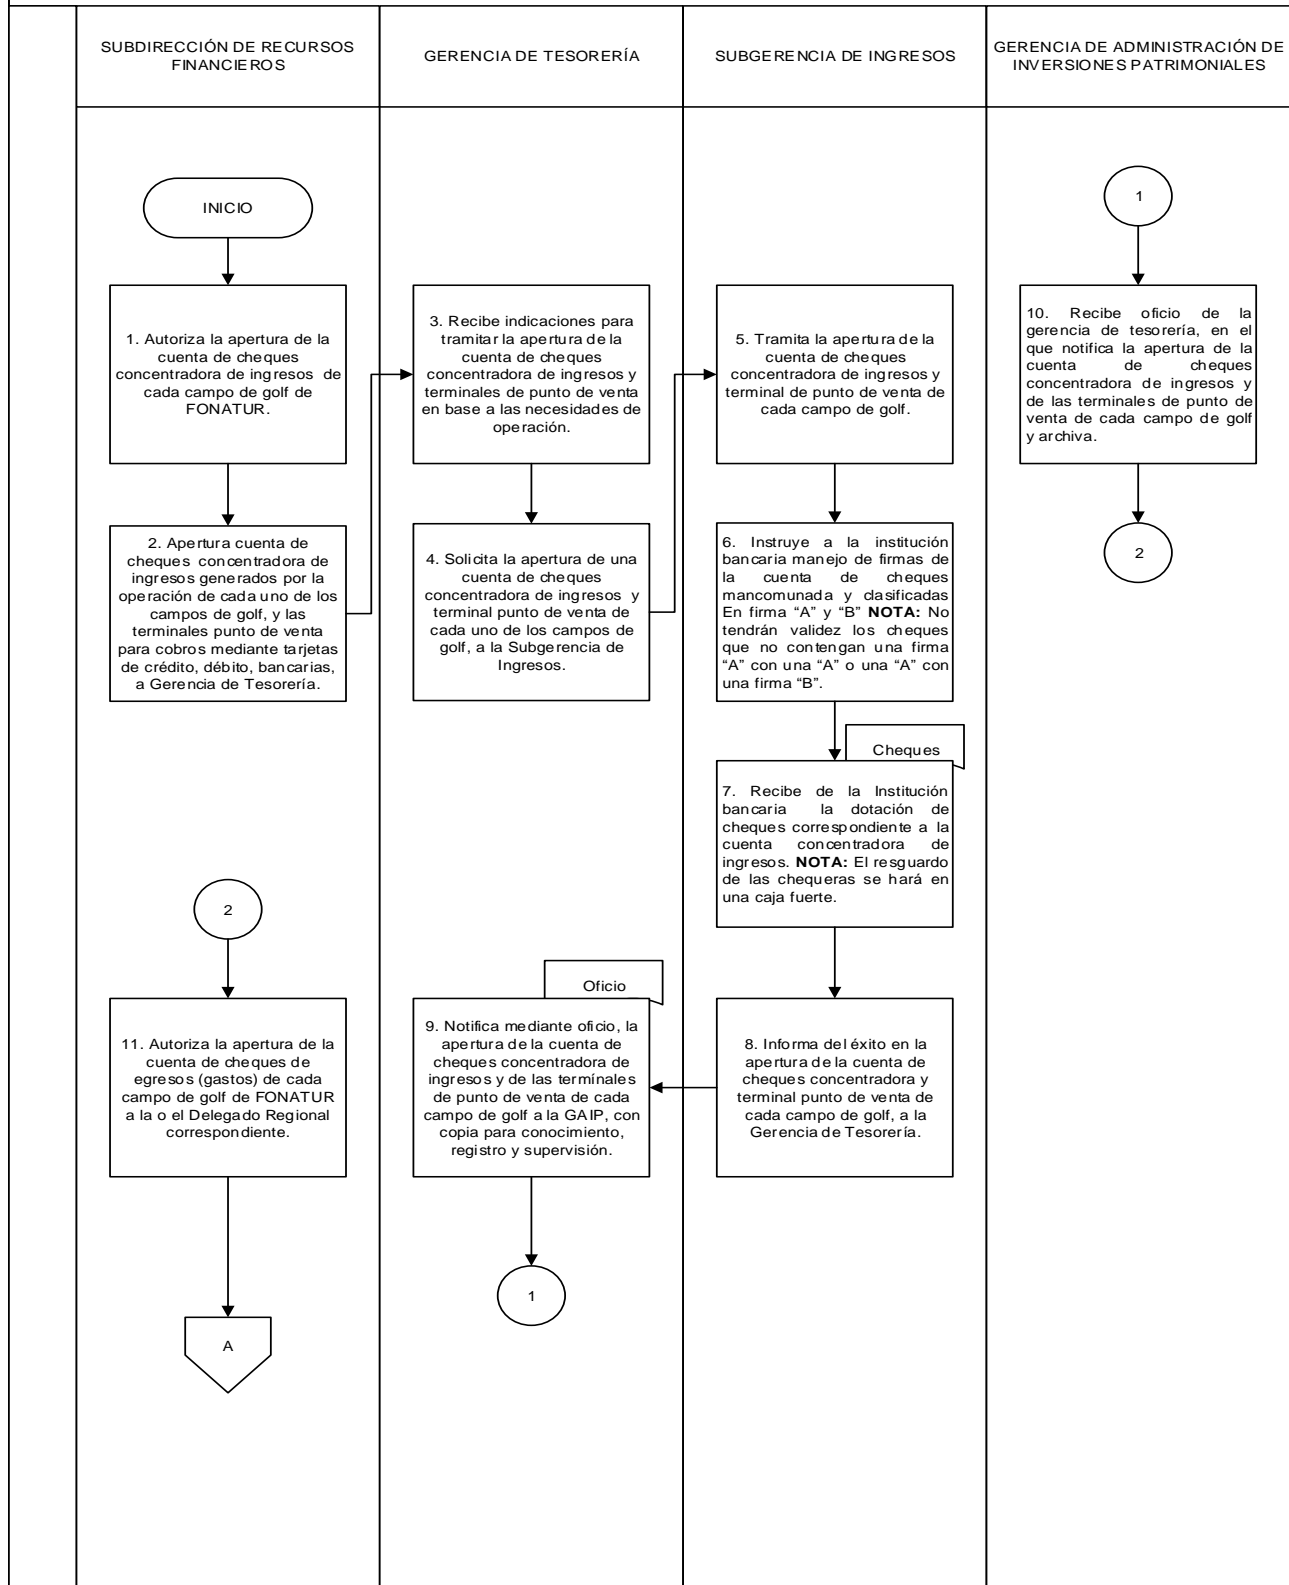 SUBDIRECCIÓN DE RECURSOS
FINANCIEROS
GERENCIA DE TESORERÍA
SUBGERENCIA DE INGRESOS
GERENCIA DE ADMINISTRACIÓN DE
INVERSIONES PATRIMONIALES
INICIO
1. Autoriza la apertura de la
cuenta de cheques
concentradora de ingresos de
cada campo de golf de
FONATUR.
2. Apertura cuenta de
cheques concentradora de
ingresos generados por la
operación de cada uno de los
campos de golf, y las
terminales punto de venta
para cobros mediante tarjetas
de crédito, débito, bancarias,
a Gerencia de Tesorería.
3. Recibe indicaciones para
tramitar la apertura de la
cuenta de cheques
concentradora de ingresos y
terminales de punto de venta
en base a las necesidades de
operación.
4. Solicita la apertura de una
cuenta de cheques
concentradora de ingresos y
terminal punto de venta de
cada uno de los campos de
golf, a la Subgerencia de
Ingresos.
5. Tramita la apertura de la
cuenta de cheques
concentradora de ingresos y
terminal de punto de venta de
cada campo de golf.
6. Instruye a la institución
bancaria manejo de firmas de
la cuenta de cheques
mancomunada y clasificadas
En firma “A” y “B” NOTA: No
tendrán validez los cheques
que no contengan una firma
“A” con una “A” o una “A” con
una firma “B”.
Cheques
7. Recibe de la Institución
bancaria la dotación de
cheques correspondiente a la
cuenta concentradora de
ingresos. NOTA: El resguardo
de las chequeras se hará en
una caja fuerte.
8. Informa del éxito en la
apertura de la cuenta de
cheques concentradora y
terminal punto de venta de
cada campo de golf, a la
Gerencia de Tesorería.
Oficio
9. Notifica mediante oficio, la
apertura de la cuenta de
cheques concentradora de
ingresos y de las termínales
de punto de venta de cada
campo de golf a la GAIP, con
copia para conocimiento,
registro y supervisión.
1
1
10. Recibe oficio de la
gerencia de tesorería, en el
que notifica la apertura de la
cuenta de cheques
concentradora de ingresos y
de las terminales de punto de
venta de cada campo de golf
y archiva.
2
2
11. Autoriza la apertura de la
cuenta de cheques de
egresos (gastos) de cada
campo de golf de FONATUR
a la o el Delegado Regional
correspondiente.
A